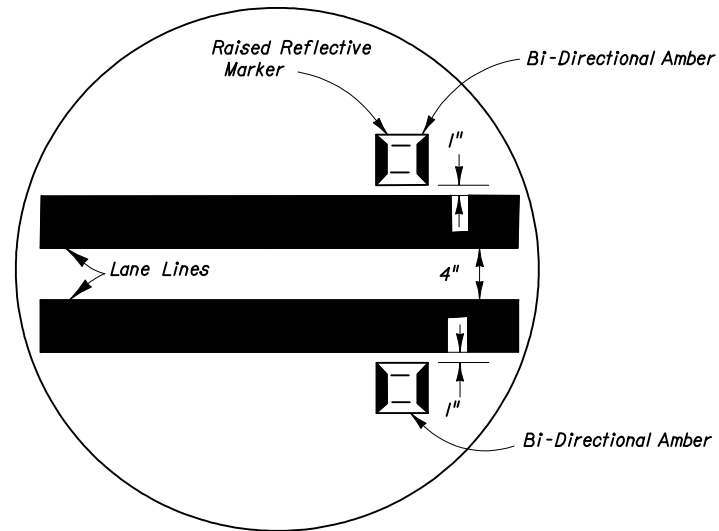 Raised Reflective
Marker
Bi-Directional Amber
1"
Lane Lines
4"
1"
Bi-Directional Amber